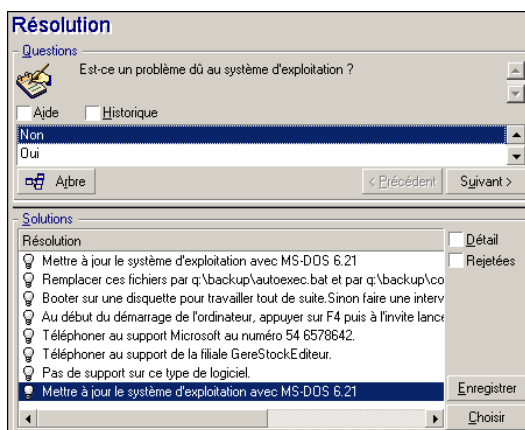 Résolution
Questions
Est-ce un problème dû au système d'exploitation ?
Aide
Historique
Non
Oui
Arbre
< Précédent
Suivant >
Solutions
Résolution
Détail
Mettre à jour le système d'exploitation avec MS-DOS 6.21
Rejetées
Remplacer ces fichiers par q:\backup\autoexec.bat et par q:\backup\co
Booter sur une disquette pour travailler tout de suite.Sinon faire une interv
Au début du démarrage de l'ordinateur, appuyer sur F4 puis à l'invite lance
Téléphoner au support Microsoft au numéro 54 6578642.
Téléphoner au support de la filiale GereStockEditeur.
Pas de support sur ce type de logiciel.
Mettre à jour le système d'exploitation avec MS-DOS 6.21
Enregistrer
Choisir